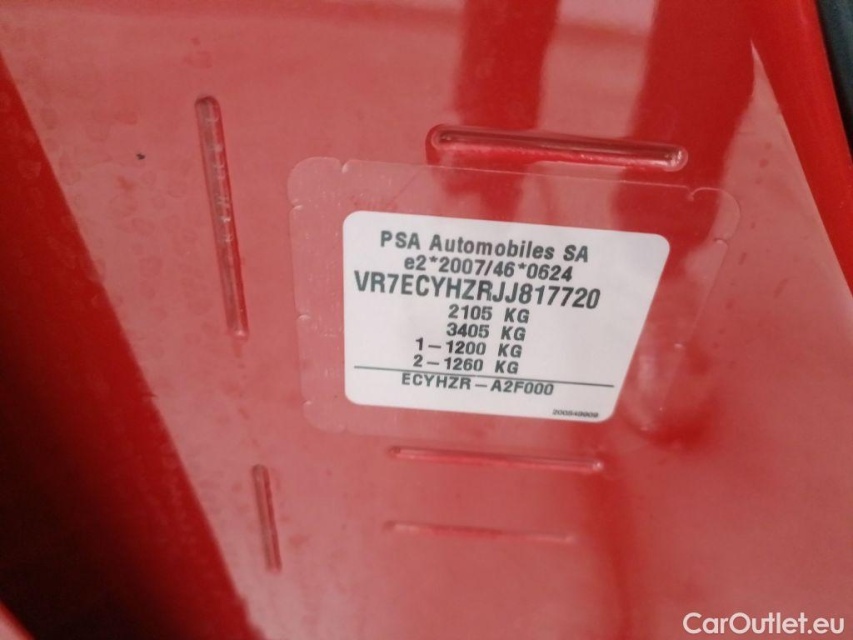 PSA Automobiles SA
e2*2007/46*0624
VR7ECYHZRJJ817720
2105 KG
3405 KG
1-1200 KG
2-1260 KG
ECYHZR-A2F000
CarOutlet.eu